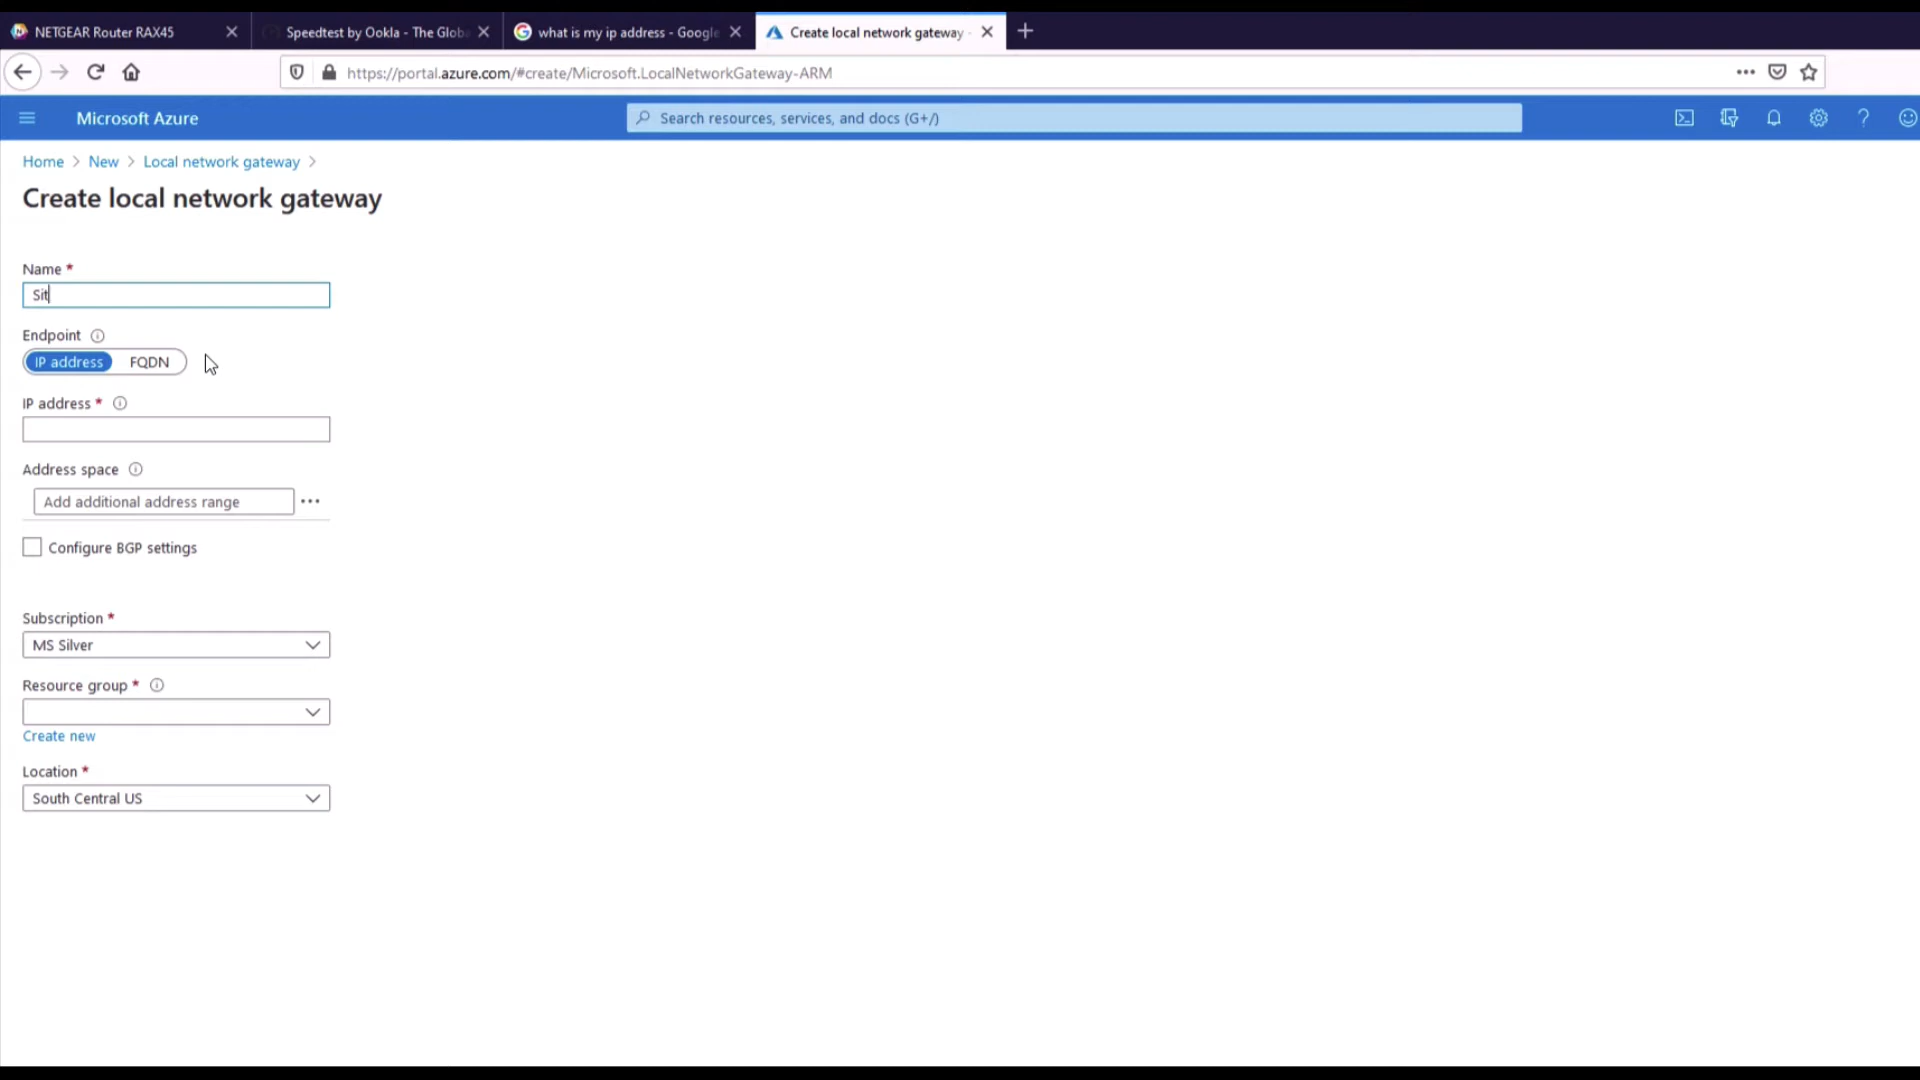 NETGEAR Router RAX45
Speedtest by Ookla - The Globa
what is my ip address - Google
Create local network gateway -
https://portal.azure.com/#create/Microsoft.LocalNetworkGateway-ARM
Microsoft Azure
Search resources, services, and docs (G+/)
Home > New > Local network gateway >
Create local network gateway
Name *
Sit
Endpoint
IP address FQDN
IP address *
Address space
Add additional address range
Configure BGP settings
Subscription *
MS Silver
Resource group *
Create new
Location *
South Central US